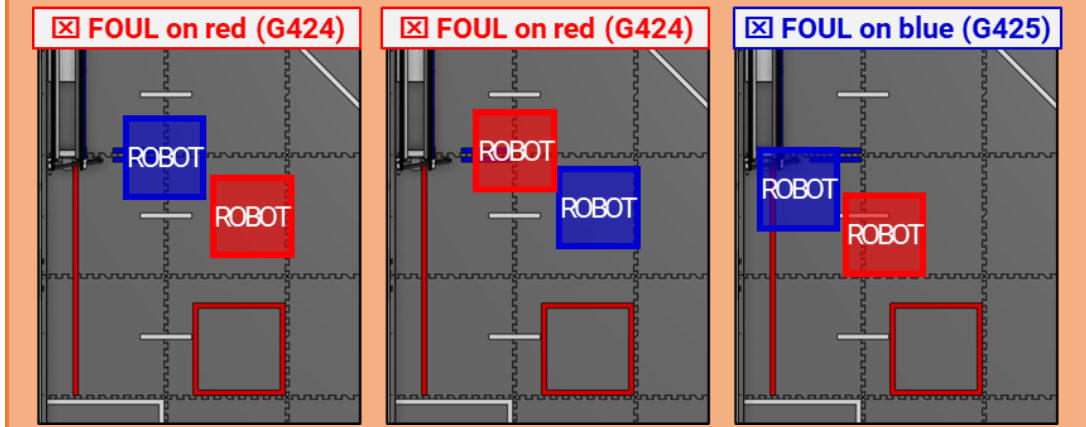 ☒ FOUL on red (G424)
☒ FOUL on red (G424)
☒ FOUL on blue (G425)
ROBOT
ROBOT
ROBOT
ROBOT
ROBOT
ROBOT